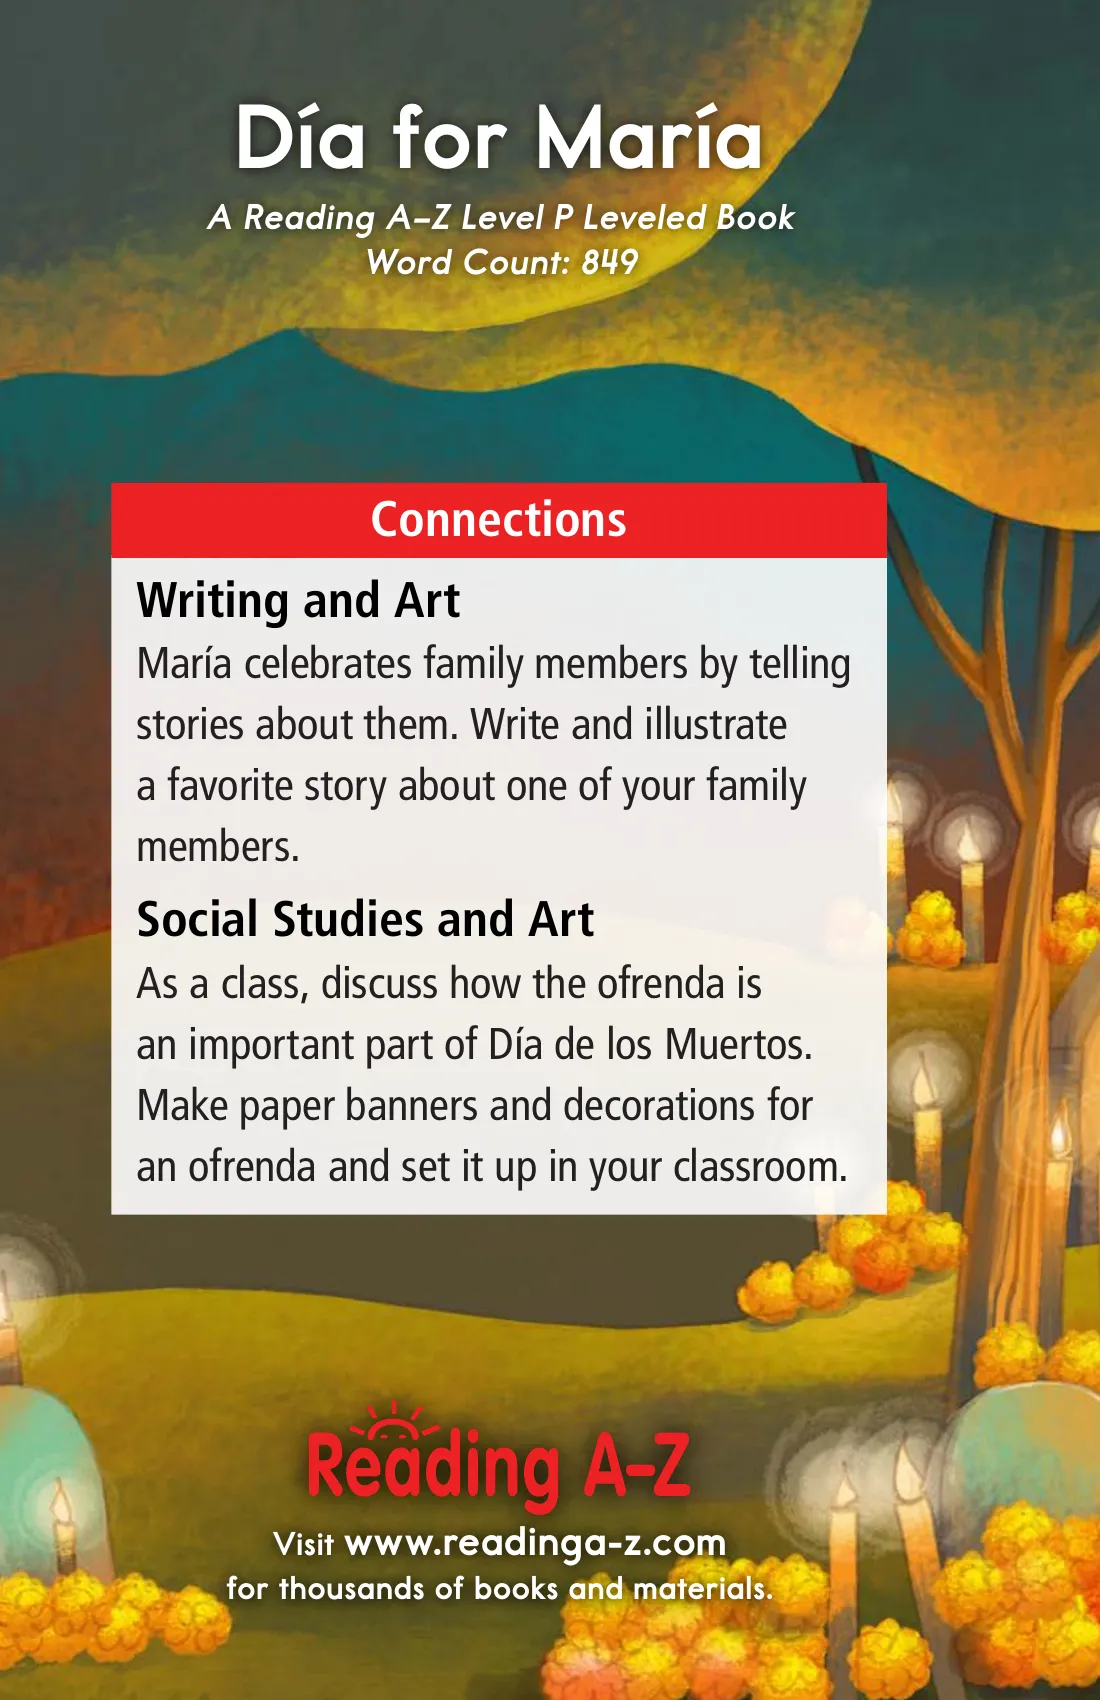 Día for María
A Reading A–Z Level P Leveled Book
Word Count: 849
Connections
Writing and Art
María celebrates family members by telling
stories about them. Write and illustrate
a favorite story about one of your family
members.
Social Studies and Art
As a class, discuss how the ofrenda is
an important part of Día de los Muertos.
Make paper banners and decorations for
an ofrenda and set it up in your classroom.
Reading A-Z
Visit www.readinga-z.com
for thousands of books and materials.